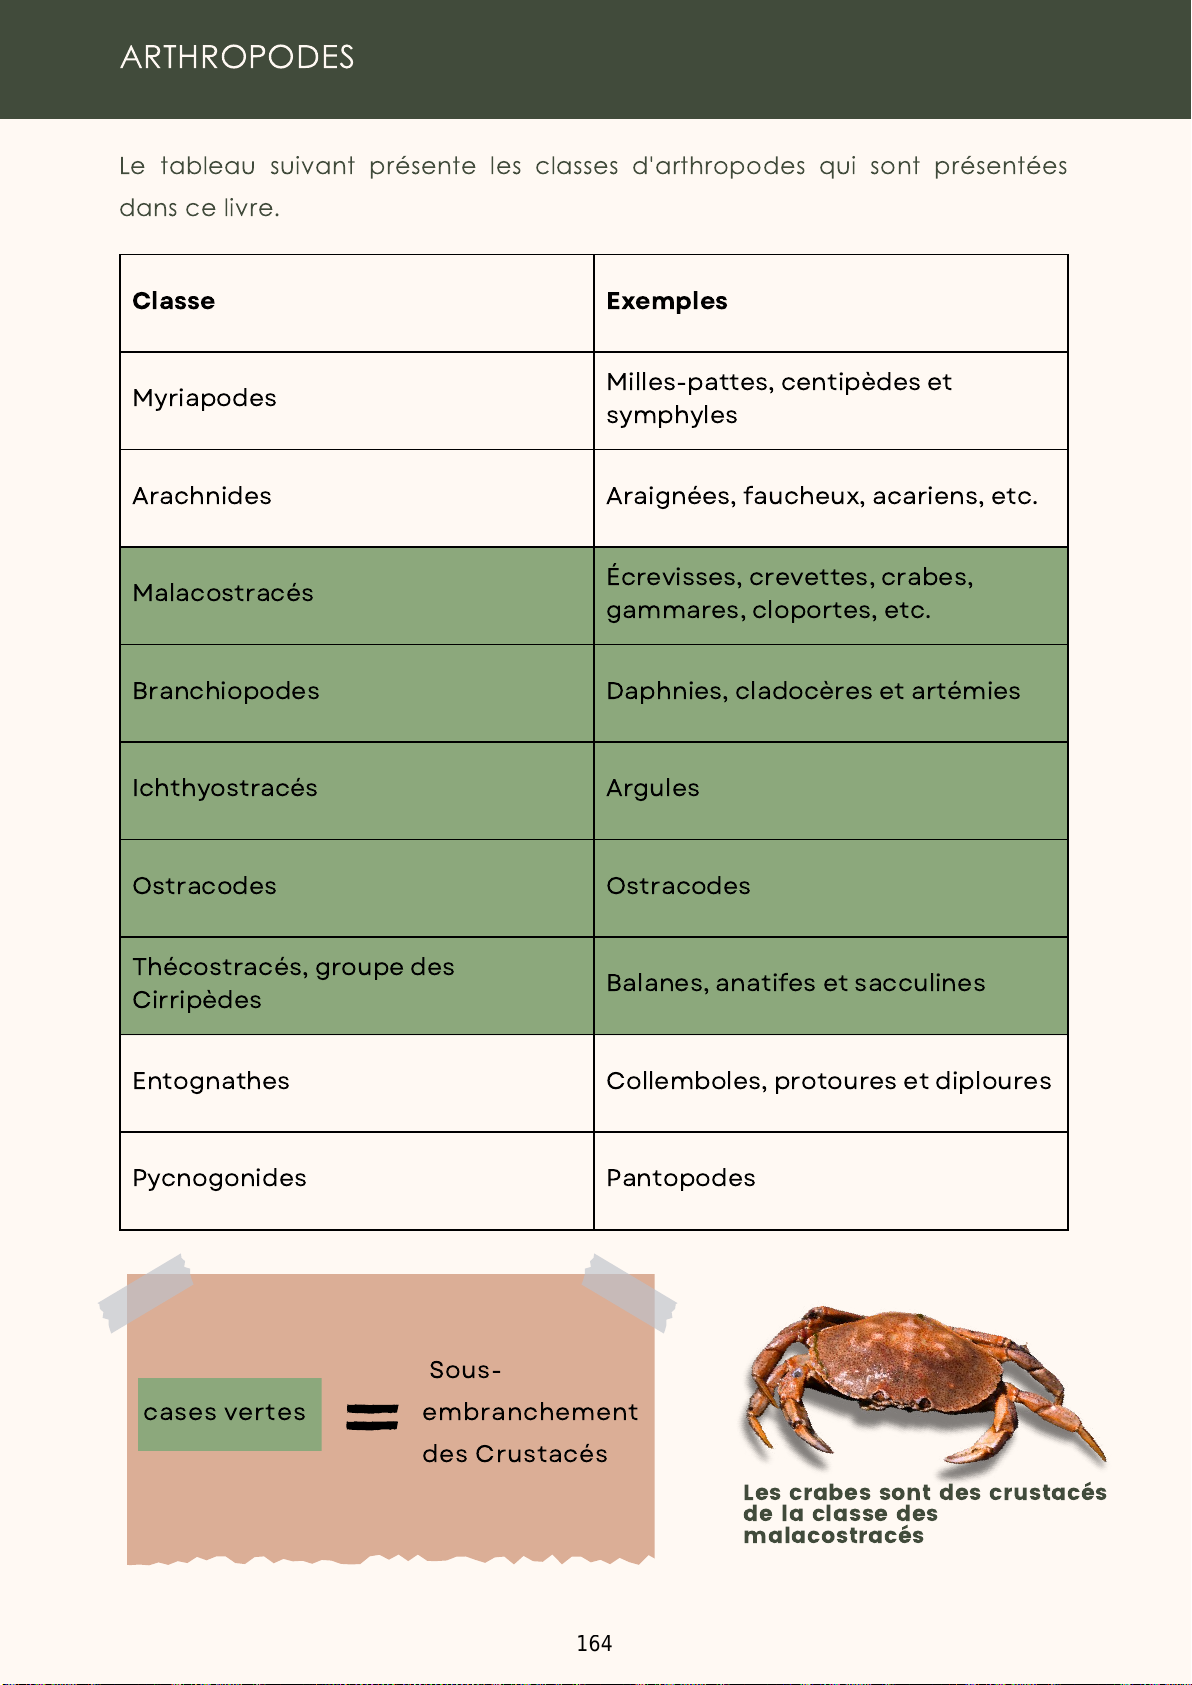 ARTHROPODES
Le tableau suivant présente les classes d'arthropodes qui sont présentées
dans ce livre.
Classe
Exemples
Myriapodes
Milles-pattes, centipèdes et
symphyles
Arachnides
Araignées, faucheux, acariens, etc.
Malacostracés
Écrevisses, crevettes, crabes,
gammares, cloportes, etc.
Branchiopodes
Daphnies, cladocères et artémies
Ichthyostracés
Argules
Ostracodes
Ostracodes
Thécostracés, groupe des
Cirripèdes
Balanes, anatifes et sacculines
Entognathes
Collemboles, protoures et diploures
Pycnogonides
Pantopodes
cases vertes
=
Sous-
embranchement
des Crustacés
Les crabes sont des crustacés
de la classe des
malacostracés
164